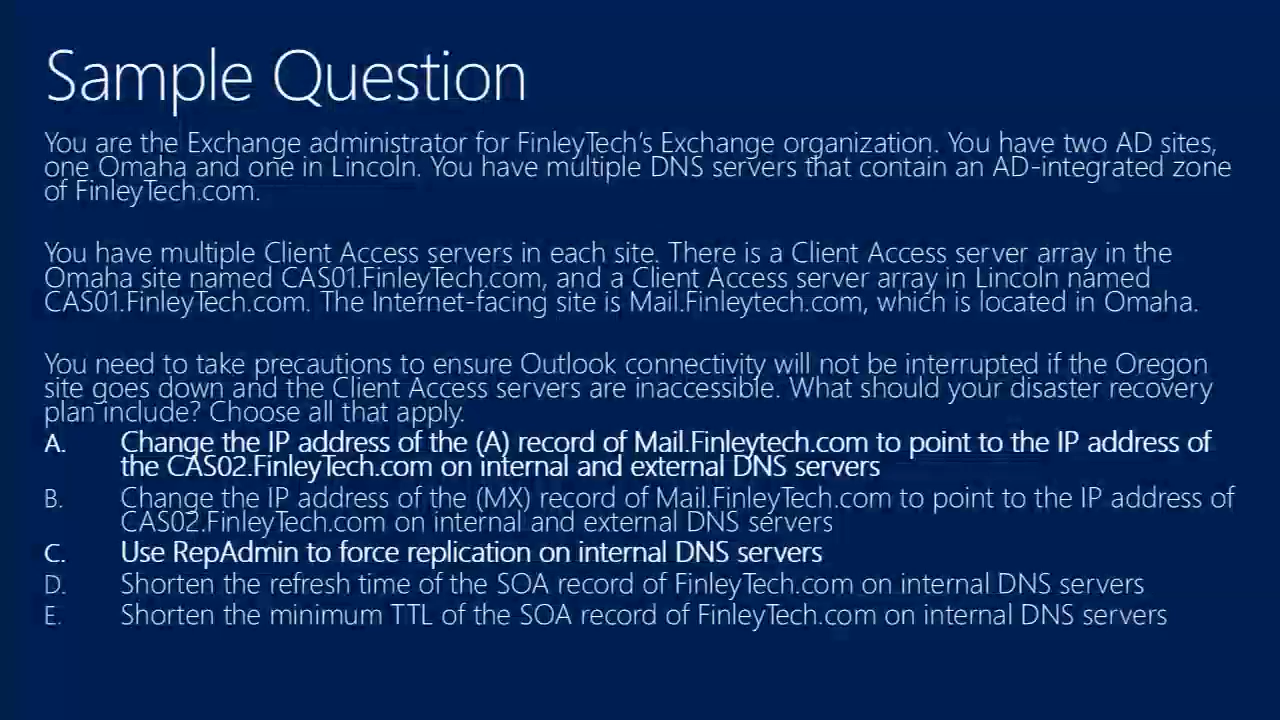 Sample Question
You are the Exchange administrator for FinleyTech's Exchange organization. You have two AD sites,
one Omaha and one in Lincoln. You have multiple DNS servers that contain an AD-integrated zone
of FinleyTech.com.
You have multiple Client Access servers in each site. There is a Client Access server array in the
Omaha site named CAS01.FinleyTech.com, and a Client Access server array in Lincoln named
CAS01.FinleyTech.com. The Internet-facing site is Mail.Finleytech.com, which is located in Omaha.
You need to take precautions to ensure Outlook connectivity will not be interrupted if the Oregon
site goes down and the Client Access servers are inaccessible. What should your disaster recovery
plan include? Choose all that apply.
A. Change the IP address of the (A) record of Mail.Finleytech.com to point to the IP address of
the CAS02.FinleyTech.com on internal and external DNS servers
B. Change the IP address of the (MX) record of Mail.FinleyTech.com to point to the IP address of
CAS02.FinleyTech.com on internal and external DNS servers
C. Use RepAdmin to force replication on internal DNS servers
D. Shorten the refresh time of the SOA record of FinleyTech.com on internal DNS servers
E. Shorten the minimum TTL of the SOA record of FinleyTech.com on internal DNS servers